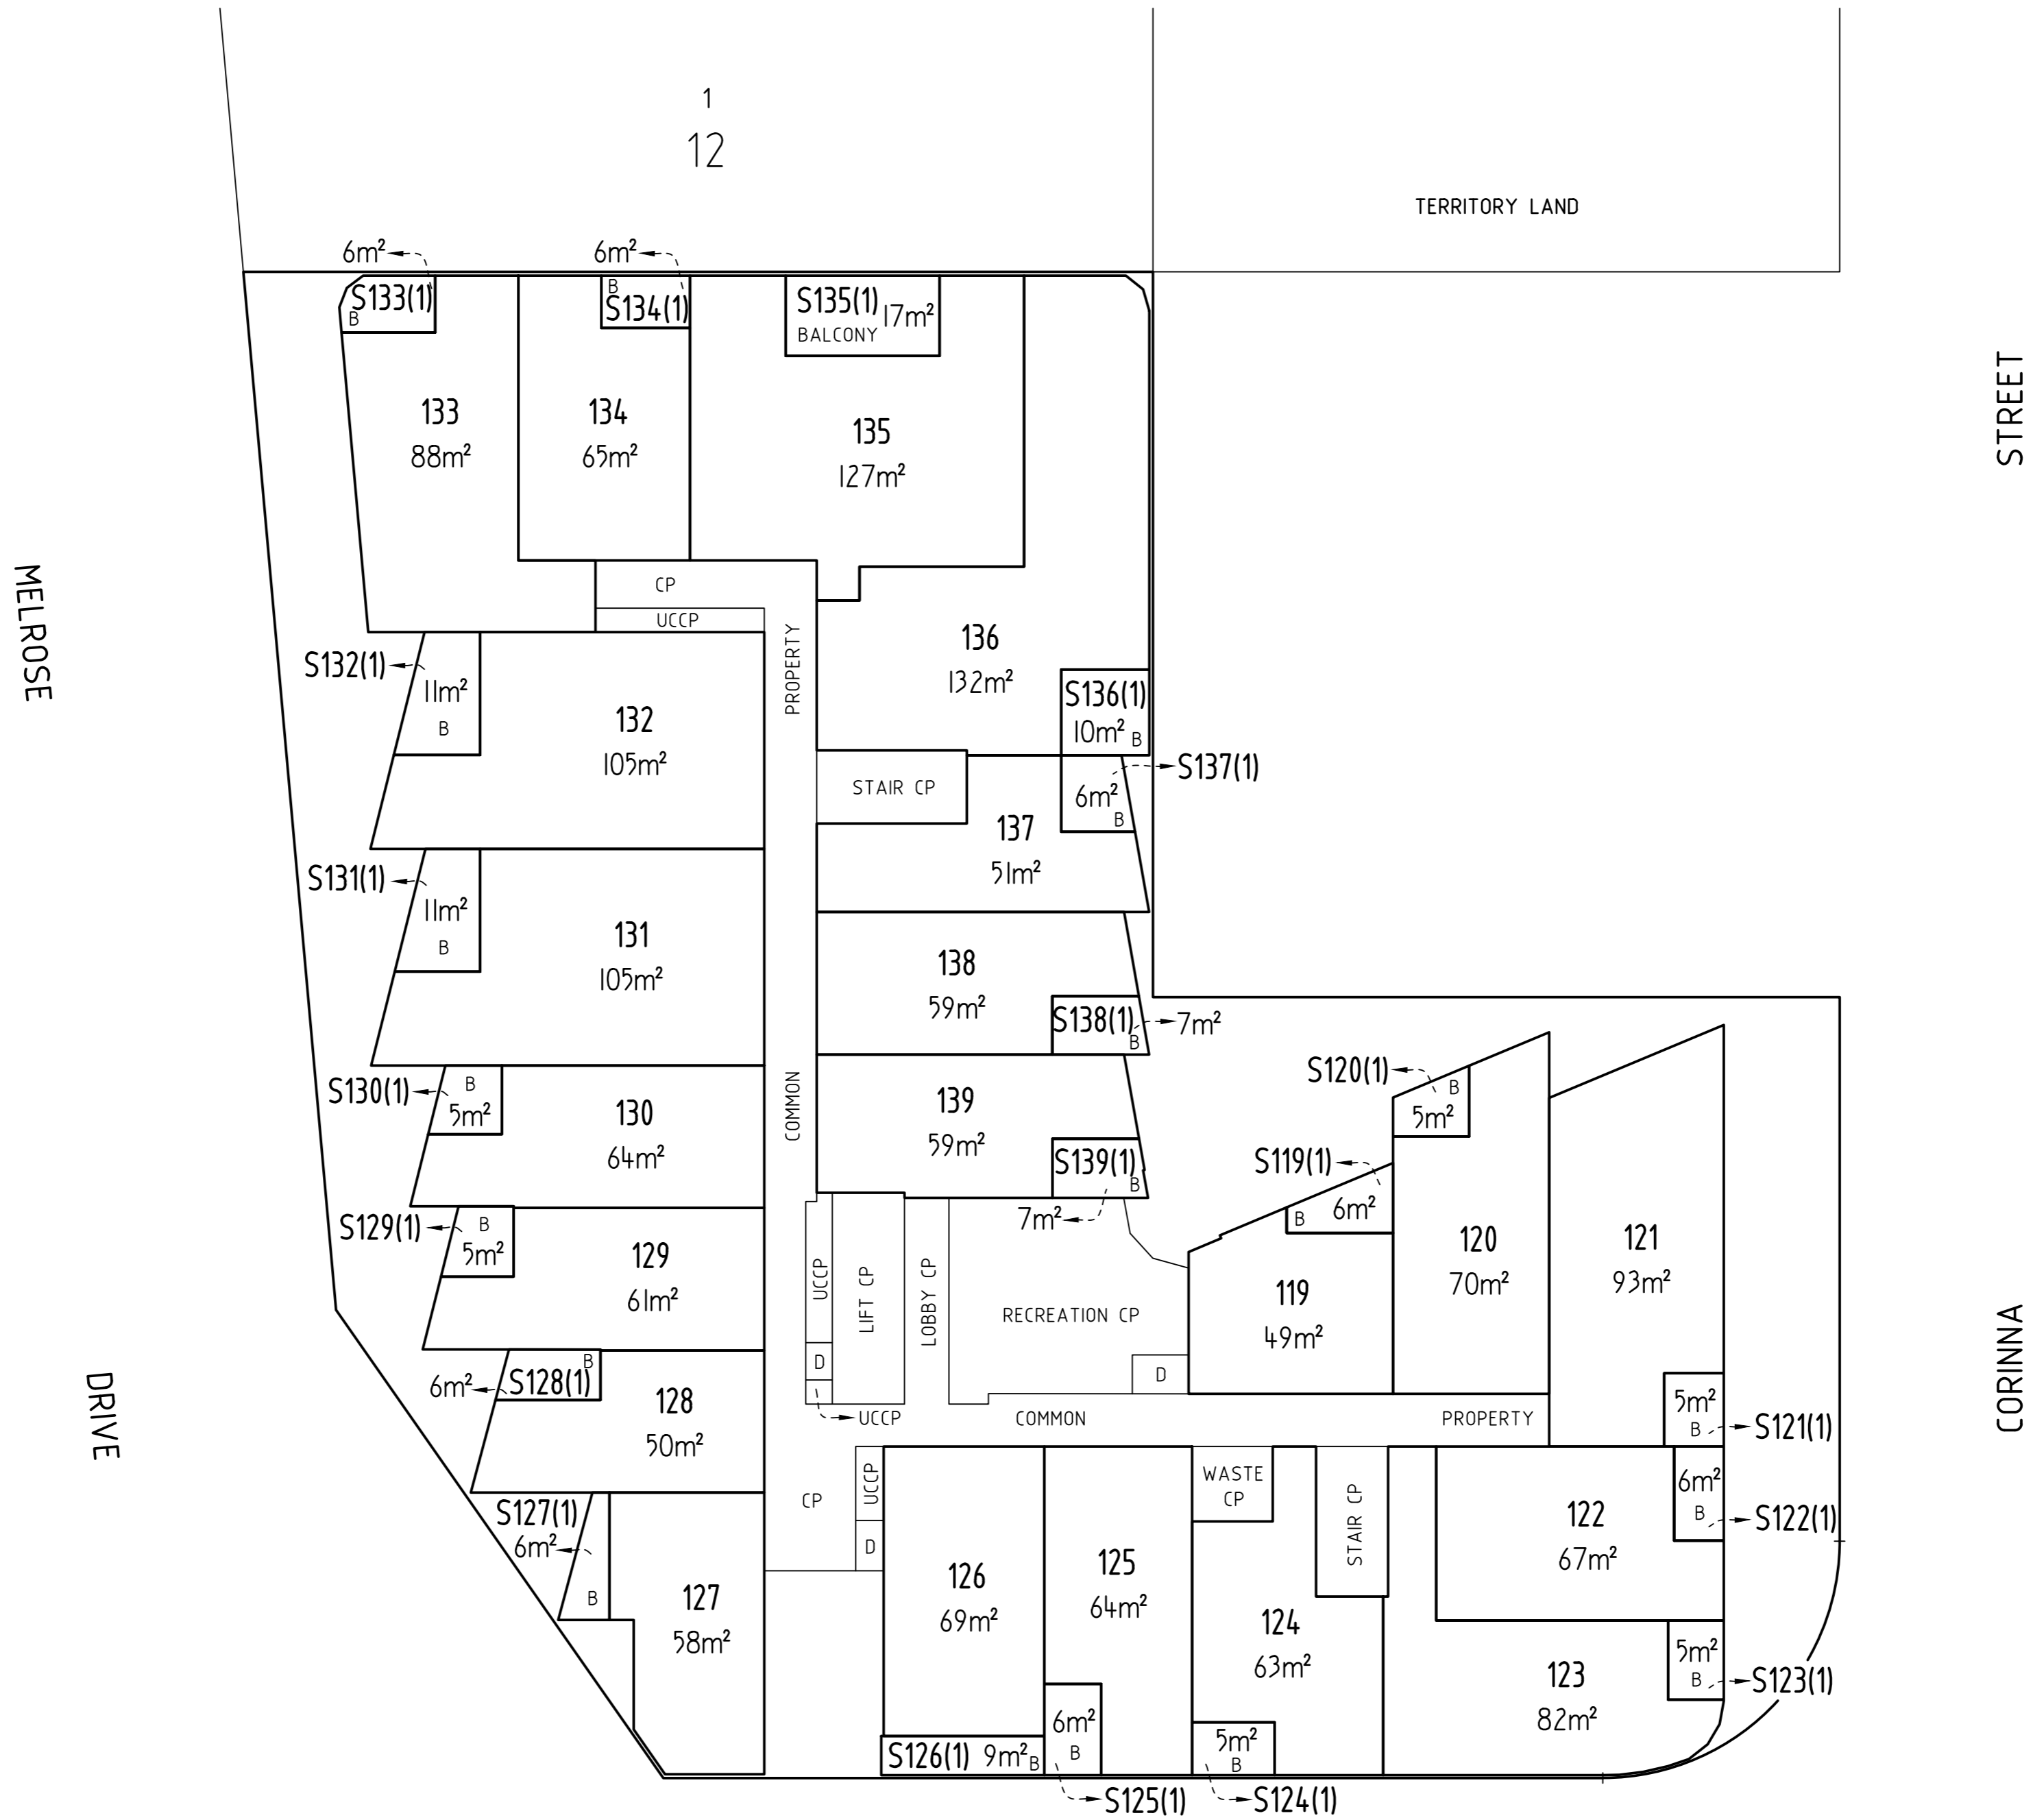 1
12
TERRITORY LAND
6m²
6m²
S133(1)
B
B
S134(1)
S135(1)
17m²
BALCONY
STREET
133
88m²
134
65m²
135
127m²
MELROSE
CP
UCCP
PROPERTY
136
132m²
S132(1)
11m²
B
132
105m²
S136(1)
10m²
B
STAIR CP
S137(1)
6m²
B
137
51m²
S131(1)
11m²
B
131
105m²
138
59m²
S138(1)
B
7m²
S130(1)
B
5m²
130
64m²
COMMON
139
59m²
S139(1)
B
7m²
S120(1)
B
5m²
S119(1)
6m²
B
S129(1)
B
5m²
129
61m²
UCCP
LIFT CP
LOBBY CP
RECREATION CP
119
49m²
120
70m²
121
93m²
CORINNA
DRIVE
6m²
S128(1)
B
128
50m²
D
UCCP
D
COMMON
PROPERTY
5m²
B
S121(1)
S127(1)
6m²
B
127
58m²
CP
UCCP
D
126
69m²
125
64m²
WASTE
CP
STAIR CP
124
63m²
122
67m²
6m²
B
S122(1)
123
82m²
5m²
B
S123(1)
S126(1)
9m²
B
6m²
B
S125(1)
5m²
B
S124(1)